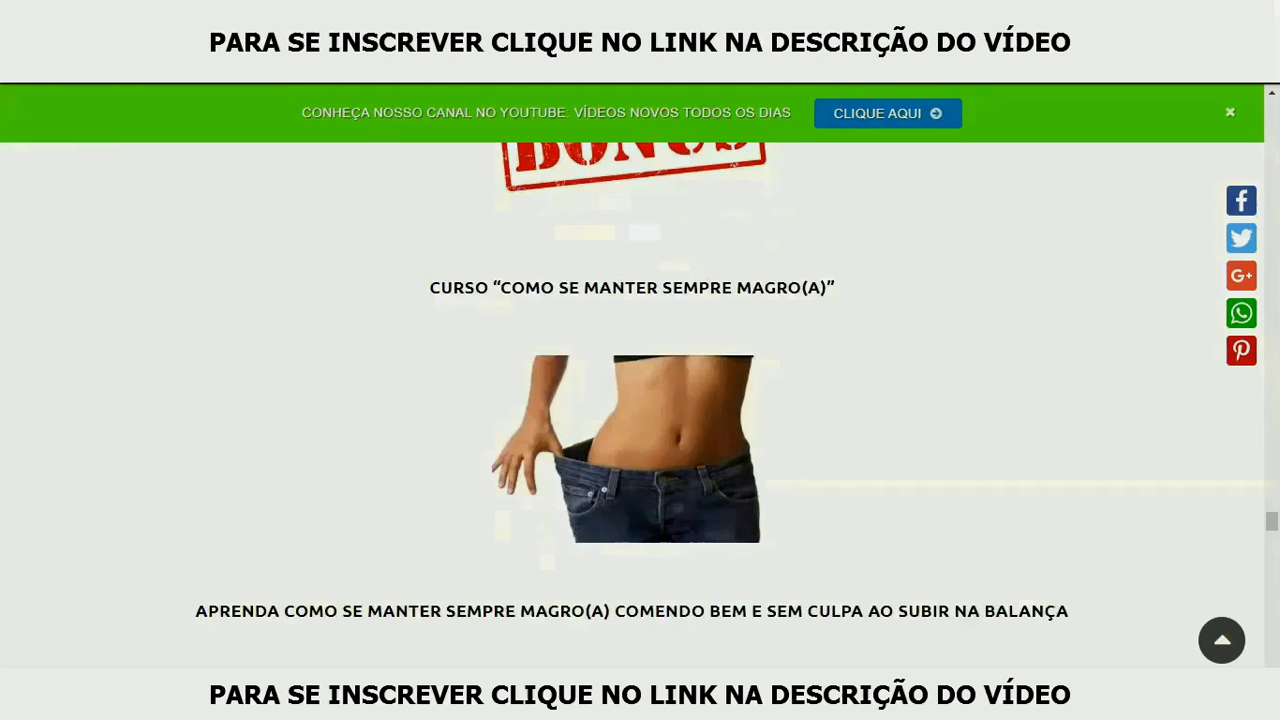 PARA SE INSCREVER CLIQUE NO LINK NA DESCRIÇÃO DO VÍDEO
CONHEÇA NOSSO CANAL NO YOUTUBE: VÍDEOS NOVOS TODOS OS DIAS CLIQUE AQUI
BONUS
CURSO “COMO SE MANTER SEMPRE MAGRO(A)”
APRENDA COMO SE MANTER SEMPRE MAGRO(A) COMENDO BEM E SEM CULPA AO SUBIR NA BALANÇA
PARA SE INSCREVER CLIQUE NO LINK NA DESCRIÇÃO DO VÍDEO